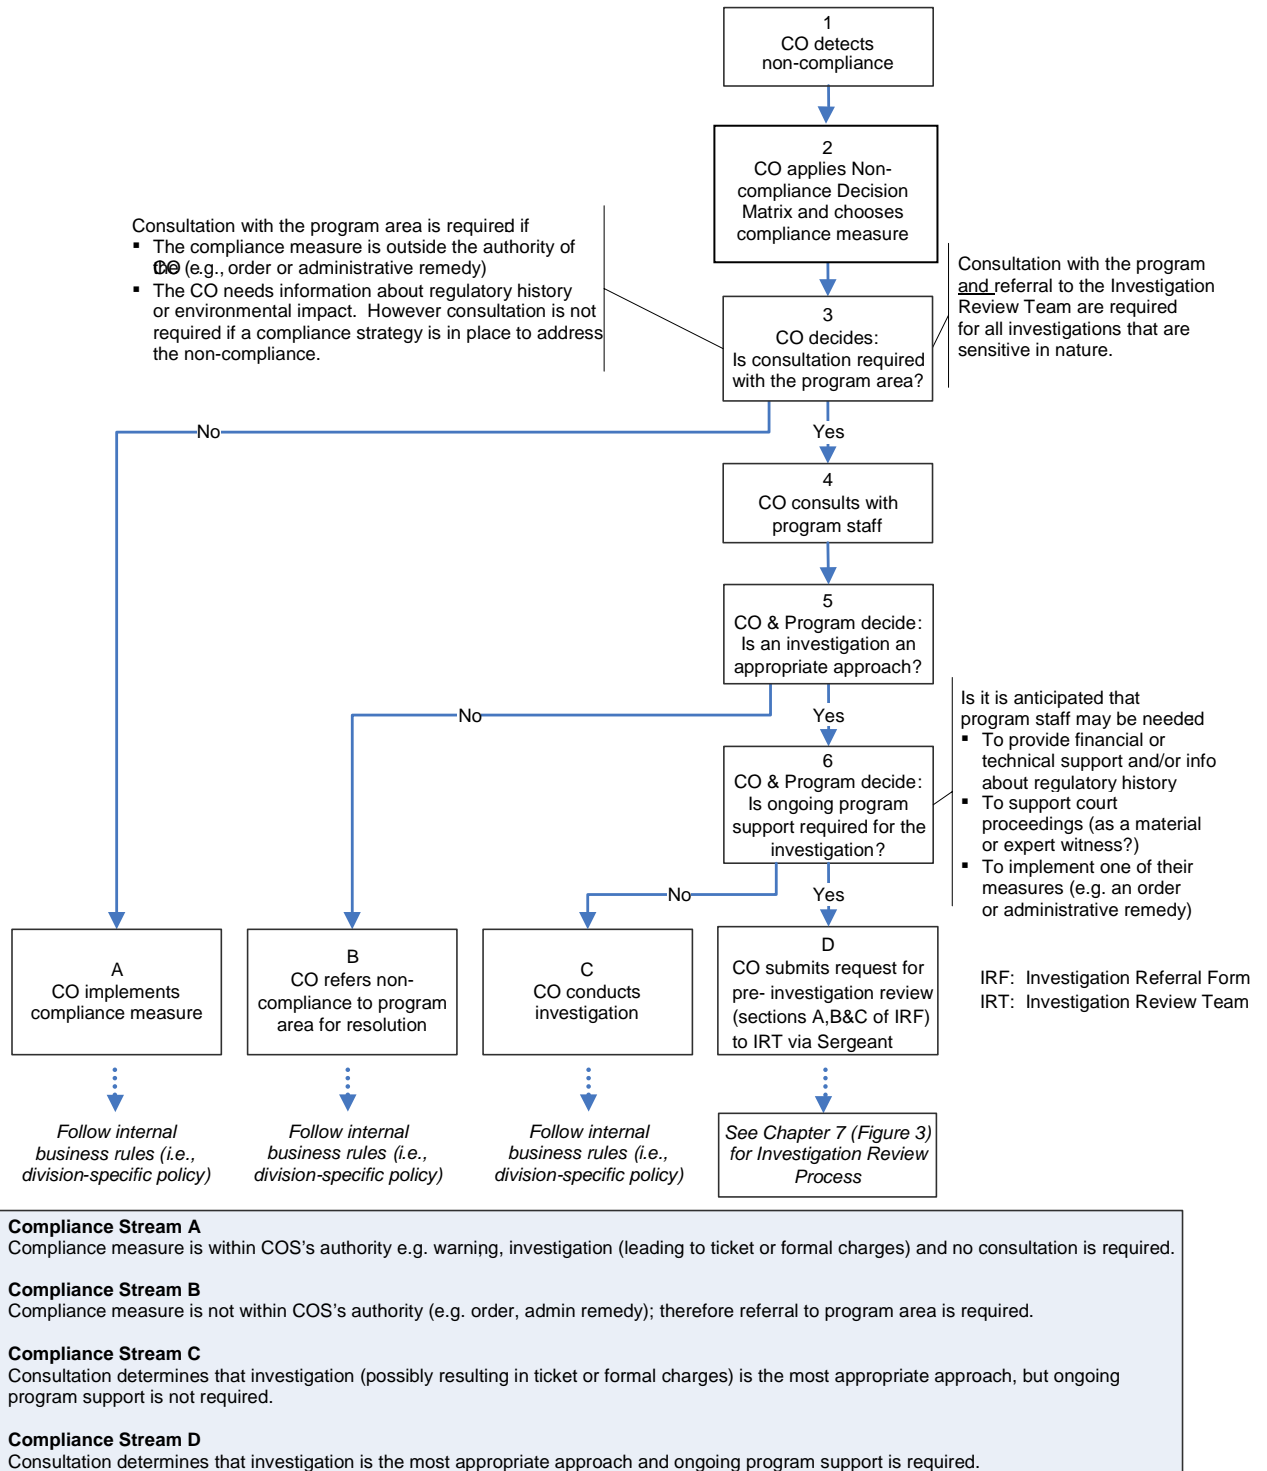 1
CO detects
non-compliance
2
CO applies Non-
compliance Decision
Matrix and chooses
compliance measure
Consultation with the program area is required if
▪ The compliance measure is outside the authority of
the CO (e.g., order or administrative remedy)
▪ The CO needs information about regulatory history
or environmental impact. However consultation is not
required if a compliance strategy is in place to address
the non-compliance.
Consultation with the program
and referral to the Investigation
Review Team are required
for all investigations that are
sensitive in nature.
3
CO decides:
Is consultation required
with the program area?
No
Yes
4
CO consults with
program staff
5
CO & Program decide:
Is an investigation an
appropriate approach?
No
Yes
Is it is anticipated that
program staff may be needed
▪ To provide financial or
technical support and/or info
about regulatory history
▪ To support court
proceedings (as a material
or expert witness?)
▪ To implement one of their
measures (e.g. an order
or administrative remedy)
6
CO & Program decide:
Is ongoing program
support required for the
investigation?
No
Yes
A
CO implements
compliance measure
B
CO refers non-
compliance to program
area for resolution
C
CO conducts
investigation
D
CO submits request for
pre- investigation review
(sections A,B&C of IRF)
to IRT via Sergeant
IRF: Investigation Referral Form
IRT: Investigation Review Team
Follow internal
business rules (i.e.,
division-specific policy)
Follow internal
business rules (i.e.,
division-specific policy)
Follow internal
business rules (i.e.,
division-specific policy)
See Chapter 7 (Figure 3)
for Investigation Review
Process
Compliance Stream A
Compliance measure is within COS's authority e.g. warning, investigation (leading to ticket or formal charges) and no consultation is required.
Compliance Stream B
Compliance measure is not within COS's authority (e.g. order, admin remedy); therefore referral to program area is required.
Compliance Stream C
Consultation determines that investigation (possibly resulting in ticket or formal charges) is the most appropriate approach, but ongoing
program support is not required.
Compliance Stream D
Consultation determines that investigation is the most appropriate approach and ongoing program support is required.